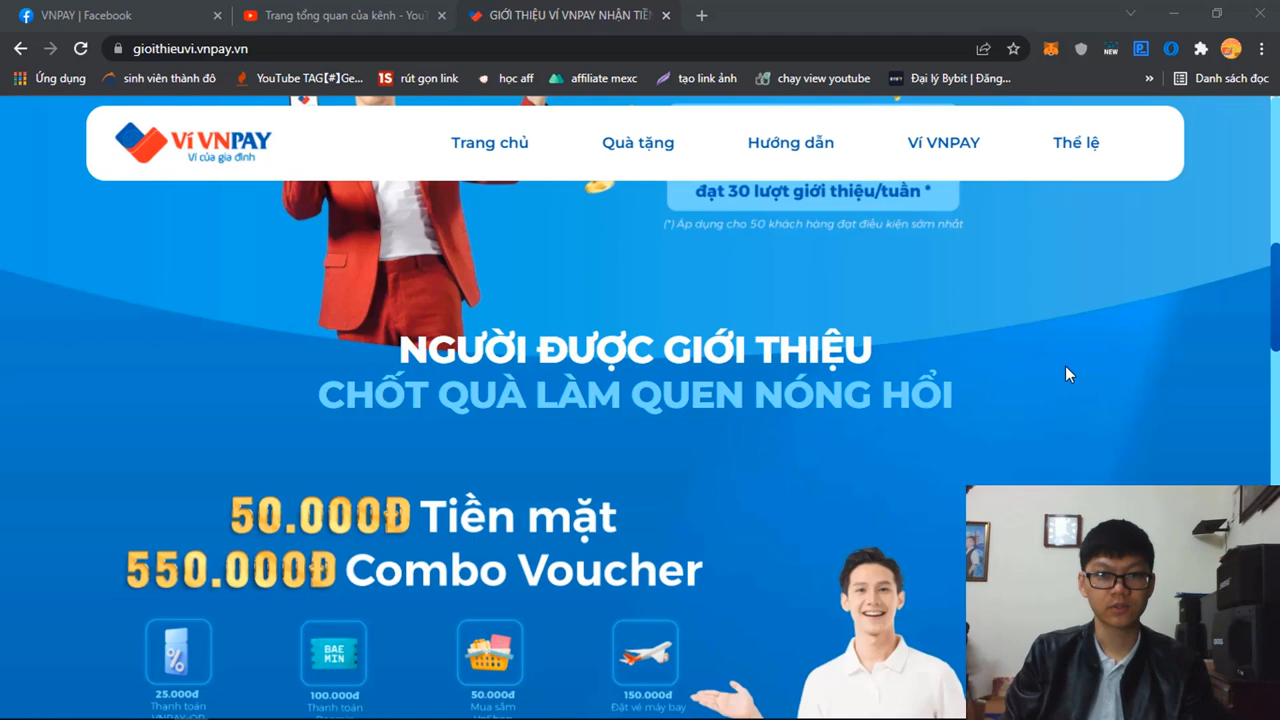 VNPAY | Facebook
Trang tổng quan của kênh - YouT
GIỚI THIỆU VÍ VNPAY NHẬN TIỀN
gioithieuvi.vnpay.vn
NEW
Ứng dụng
sinh viên thành đô
YouTube TAG【#】Ge...
1S
rút gọn link
học aff
affiliate mexc
tạo link ảnh
chay view youtube
Đại lý Bybit | Đăng...
»
Danh sách đọc
Ví VNPAY
Ví của gia đình
Trang chủ
Quà tặng
Hướng dẫn
Ví VNPAY
Thể lệ
đạt 30 lượt giới thiệu/tuần *
(*) Áp dụng cho 50 khách hàng đạt điều kiện sớm nhất
NGƯỜI ĐƯỢC GIỚI THIỆU
CHỐT QUÀ LÀM QUEN NÓNG HỔI
50.000Đ Tiền mặt
550.000Đ Combo Voucher
%
BAE
MIN
25.000đ
Thanh toán
VNPAY-QR
100.000đ
Thanh toán
50.000đ
Mua sắm
VnShop
150.000đ
Đặt vé máy bay